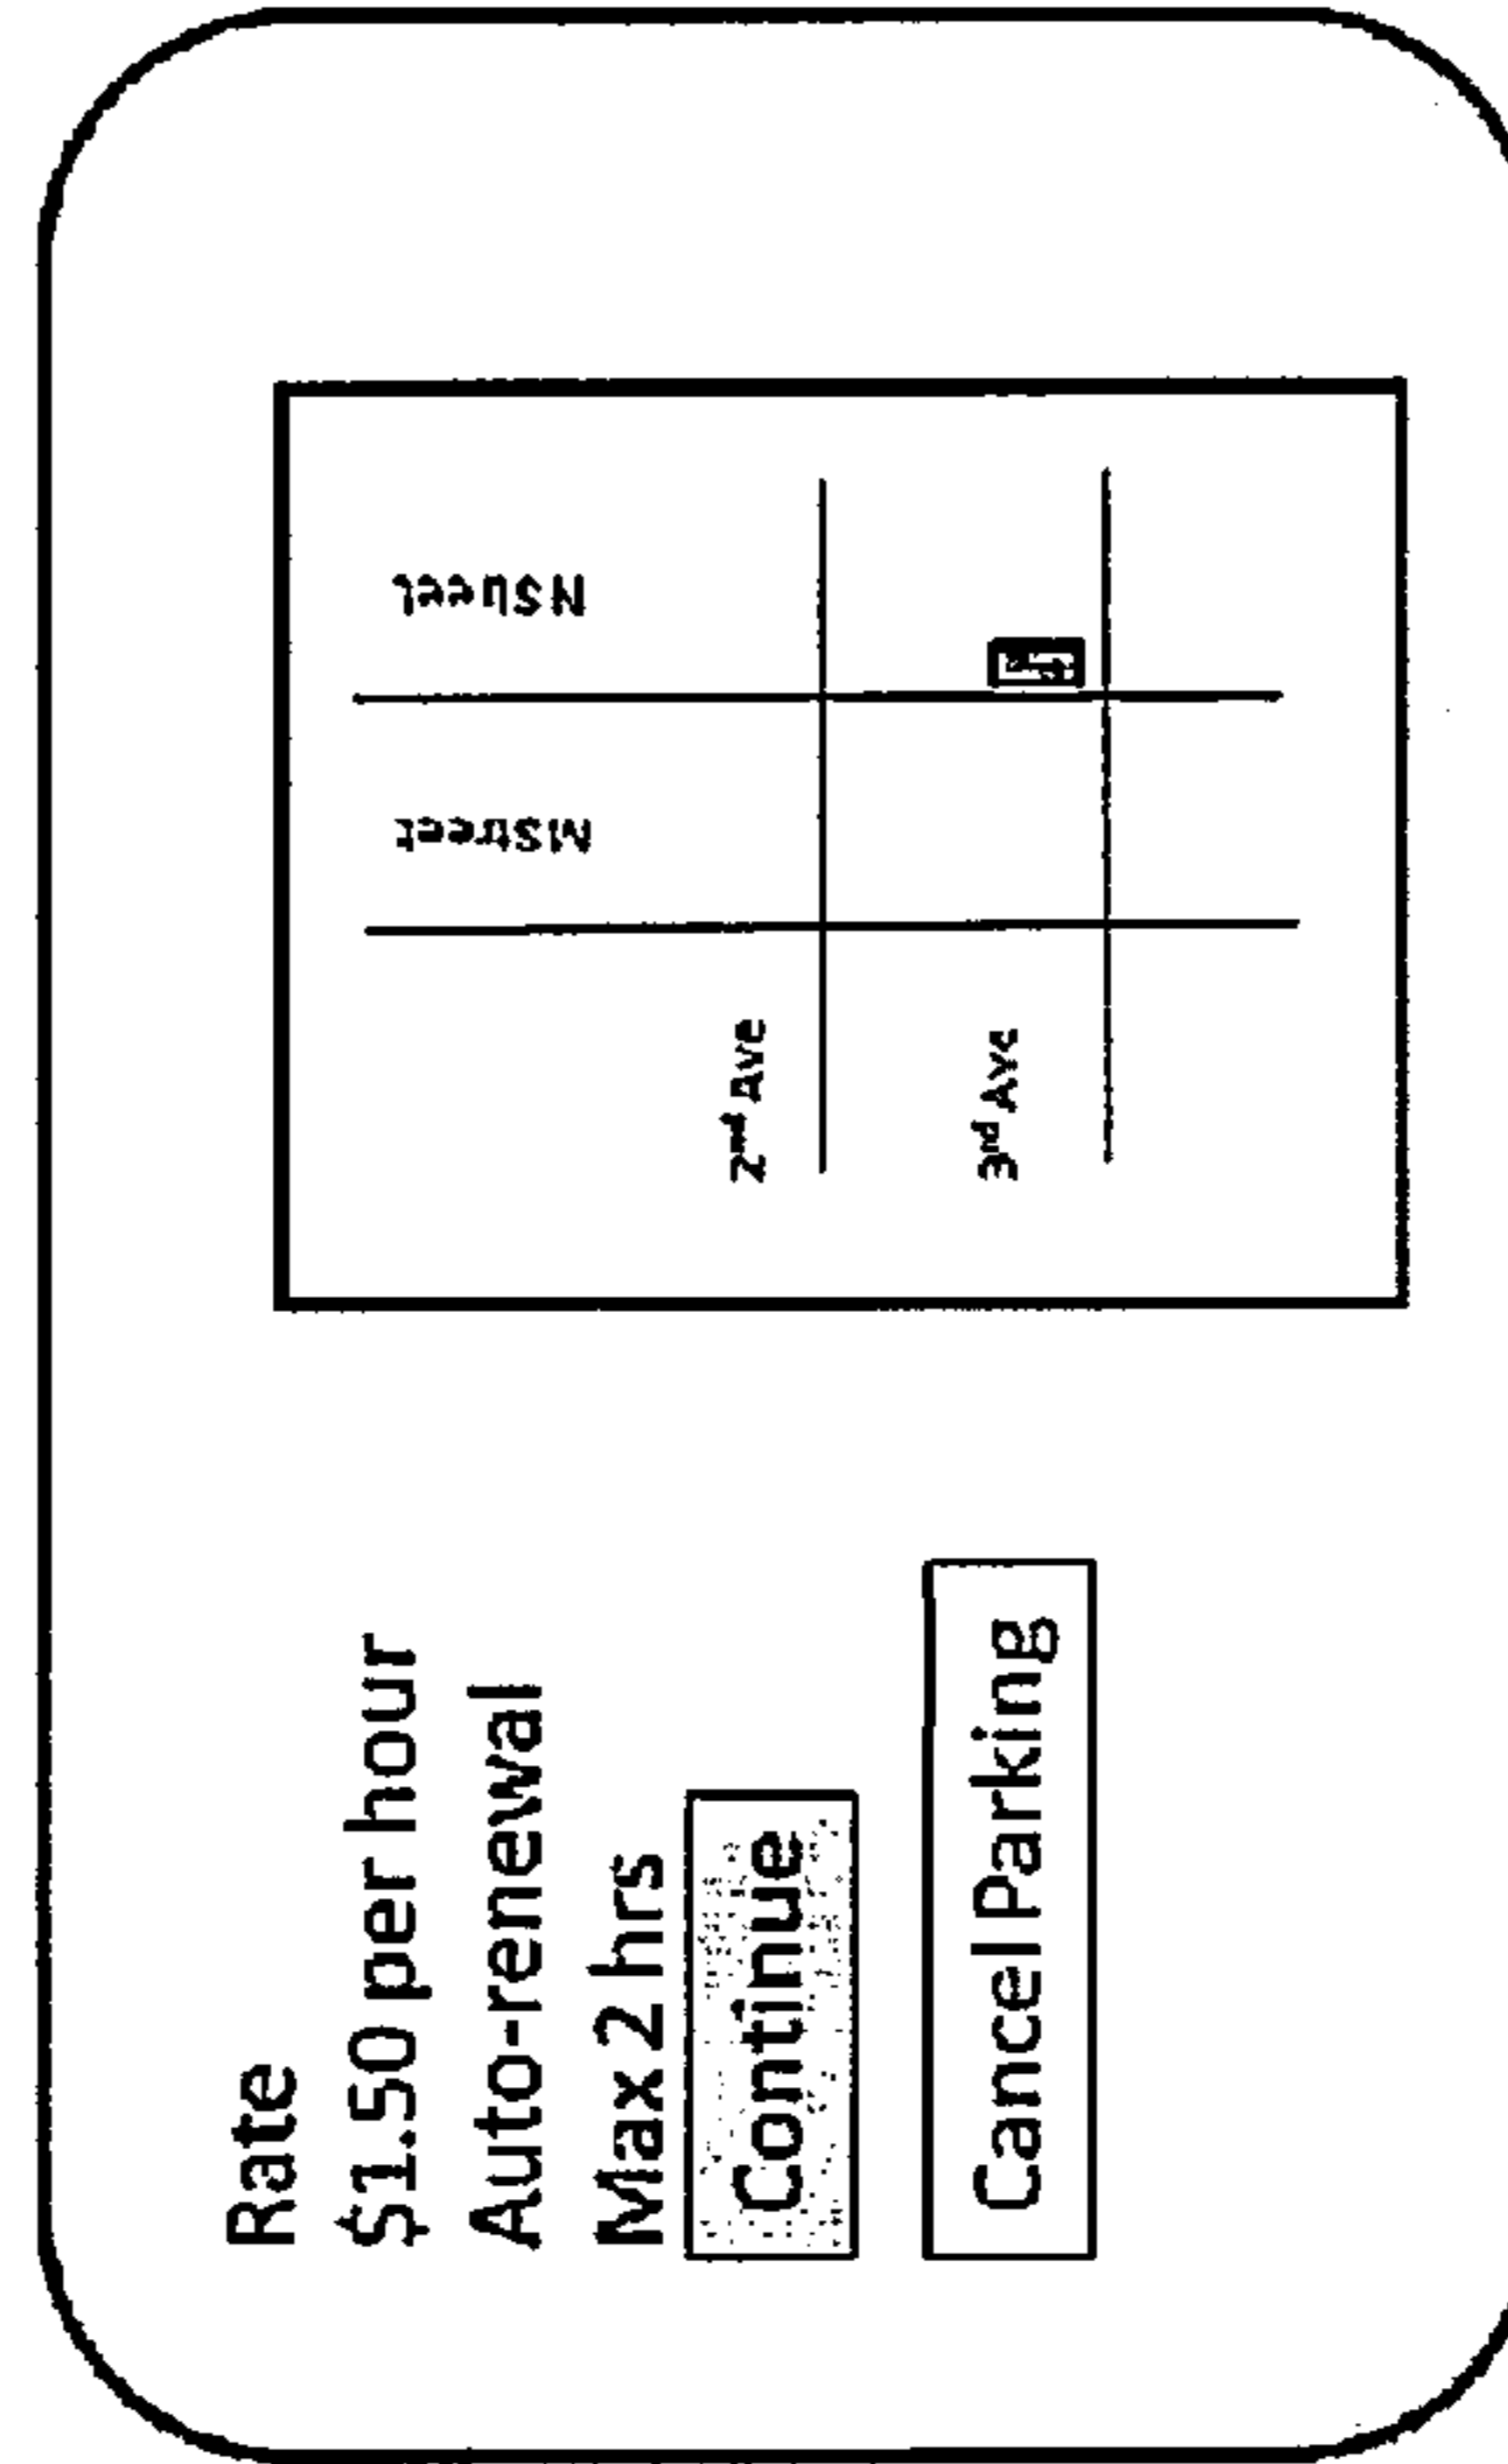 Rate
$1.50 per hour
Auto-renewal
Max 2 hrs
Continue
Cancel Parking
2nd Ave
3rd Ave
M Street
N Street